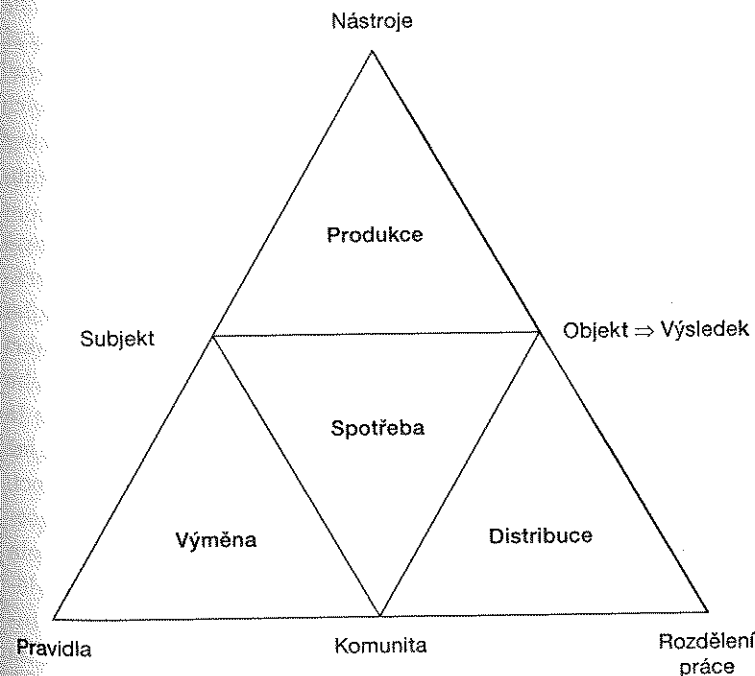 Nástroje
Produkce
Subjekt
Objekt ⇒ Výsledek
Spotřeba
Výměna
Distribuce
Pravidla
Komunita
Rozdělení
práce